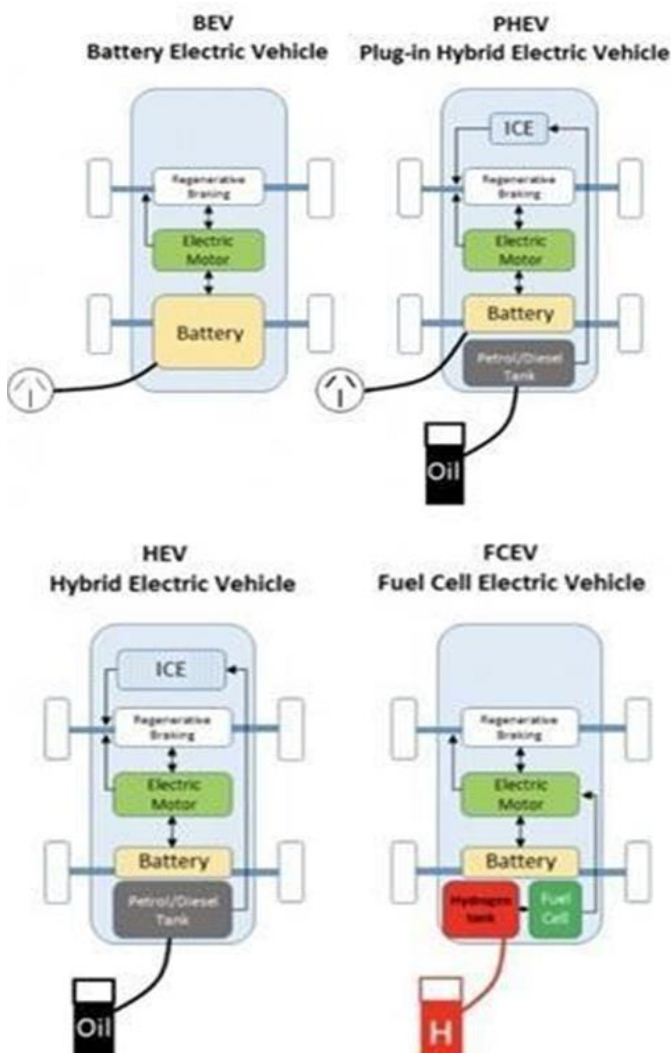 BEV
Battery Electric Vehicle
Regenerative
Braking
Electric
Motor
Battery
PHEV
Plug-in Hybrid Electric Vehicle
ICE
Regenerative
Braking
Electric
Motor
Battery
Petrol/Diesel
Tank
Oil
HEV
Hybrid Electric Vehicle
ICE
Regenerative
Braking
Electric
Motor
Battery
Petrol/Diesel
Tank
Oil
FCEV
Fuel Cell Electric Vehicle
Regenerative
Braking
Electric
Motor
Battery
Hydrogen
tank
Fuel
Cell
H